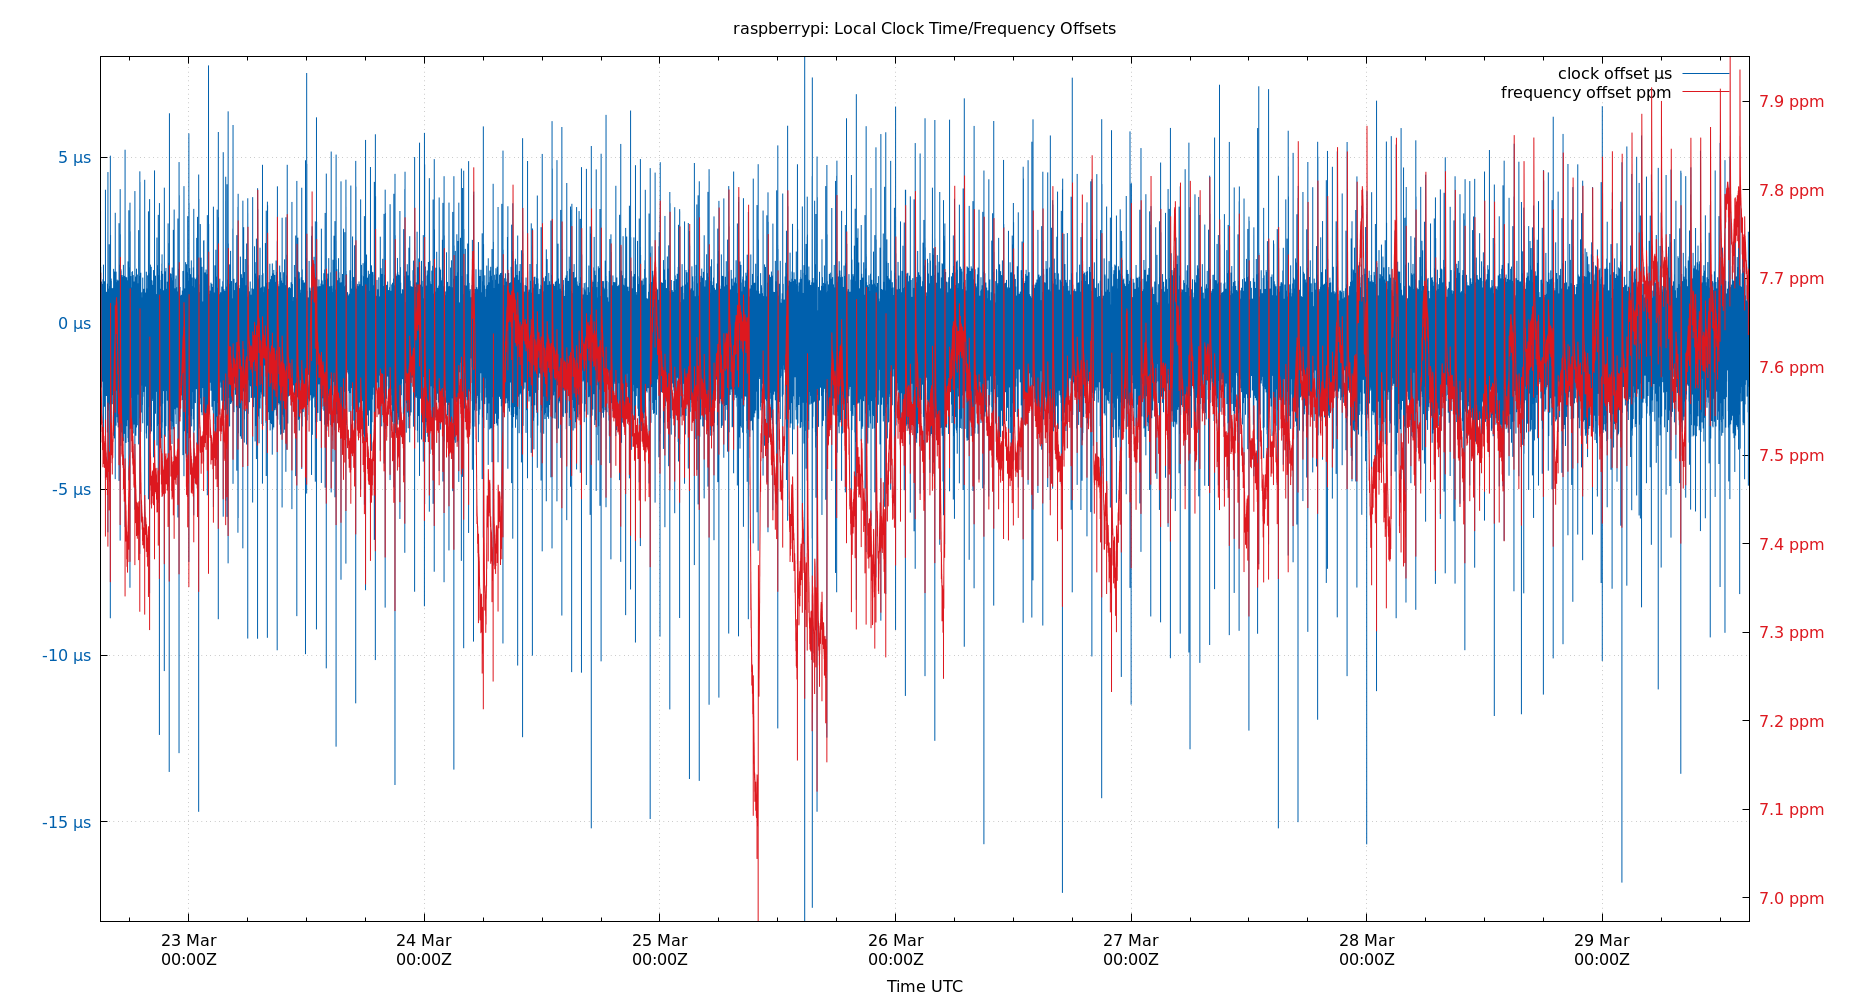 raspberrypi: Local Clock Time/Frequency Offsets
clock offset µs
frequency offset ppm
5 µs
0 µs
-5 µs
-10 µs
-15 µs
7.9 ppm
7.8 ppm
7.7 ppm
7.6 ppm
7.5 ppm
7.4 ppm
7.3 ppm
7.2 ppm
7.1 ppm
7.0 ppm
23 Mar 24 Mar 25 Mar 26 Mar 27 Mar 28 Mar 29 Mar
00:00Z 00:00Z 00:00Z 00:00Z 00:00Z 00:00Z 00:00Z
Time UTC